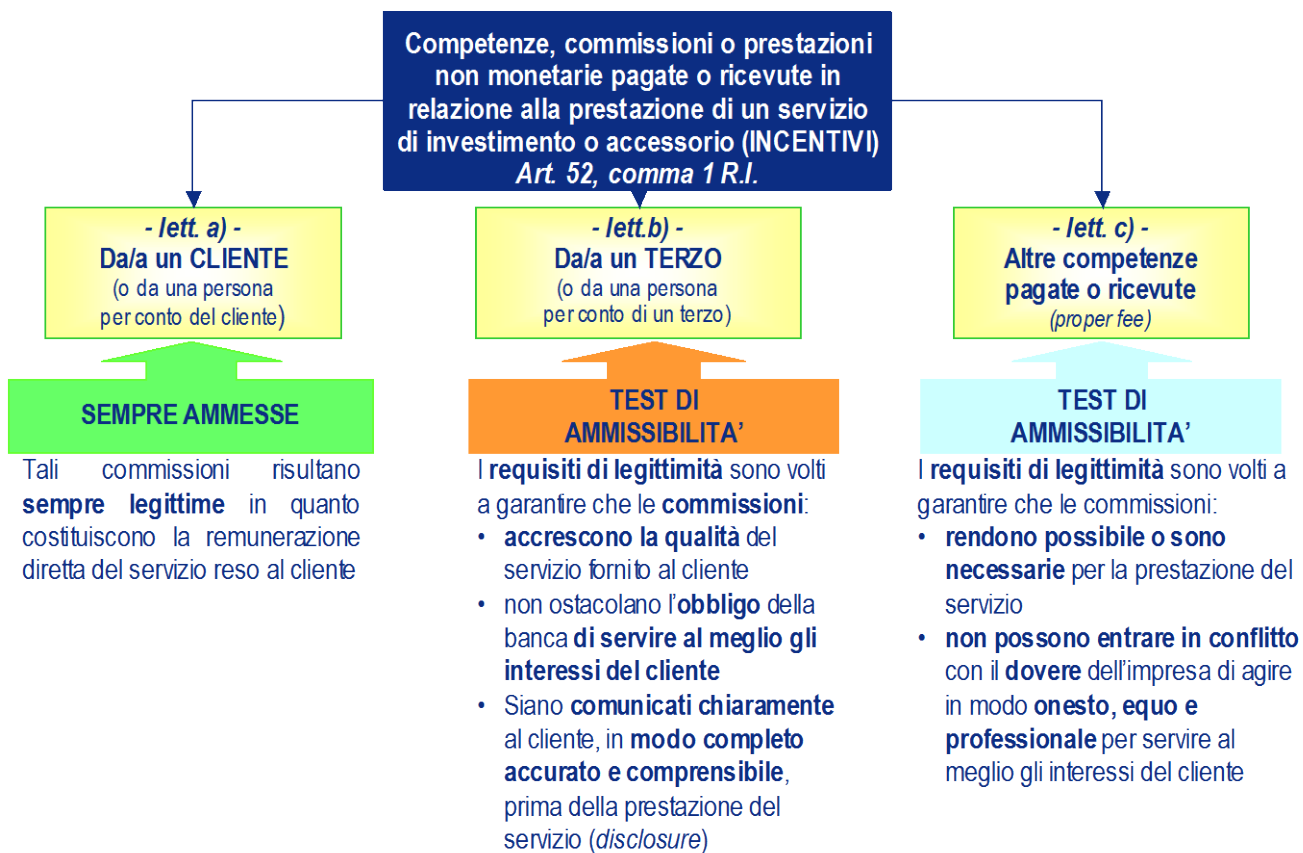 Competenze, commissioni o prestazioni
non monetarie pagate o ricevute in
relazione alla prestazione di un servizio
di investimento o accessorio (INCENTIVI)
Art. 52, comma 1 R.I.
- lett. a) -
Da/a un CLIENTE
(o da una persona
per conto del cliente)
- lett.b) -
Da/a un TERZO
(o da una persona
per conto di un terzo)
- lett. c) -
Altre competenze
pagate o ricevute
(proper fee)
SEMPRE AMMESSE
Tali commissioni risultano
sempre legittime in quanto
costituiscono la remunerazione
diretta del servizio reso al cliente
TEST DI
AMMISSIBILITA’
I requisiti di legittimità sono volti
a garantire che le commissioni:
• accrescono la qualità del
servizio fornito al cliente
• non ostacolano l’obbligo della
banca di servire al meglio gli
interessi del cliente
• Siano comunicati chiaramente
al cliente, in modo completo
accurato e comprensibile,
prima della prestazione del
servizio (disclosure)
TEST DI
AMMISSIBILITA’
I requisiti di legittimità sono volti a
garantire che le commissioni:
• rendono possibile o sono
necessarie per la prestazione del
servizio
• non possono entrare in conflitto
con il dovere dell’impresa di agire
in modo onesto, equo e
professionale per servire al
meglio gli interessi del cliente